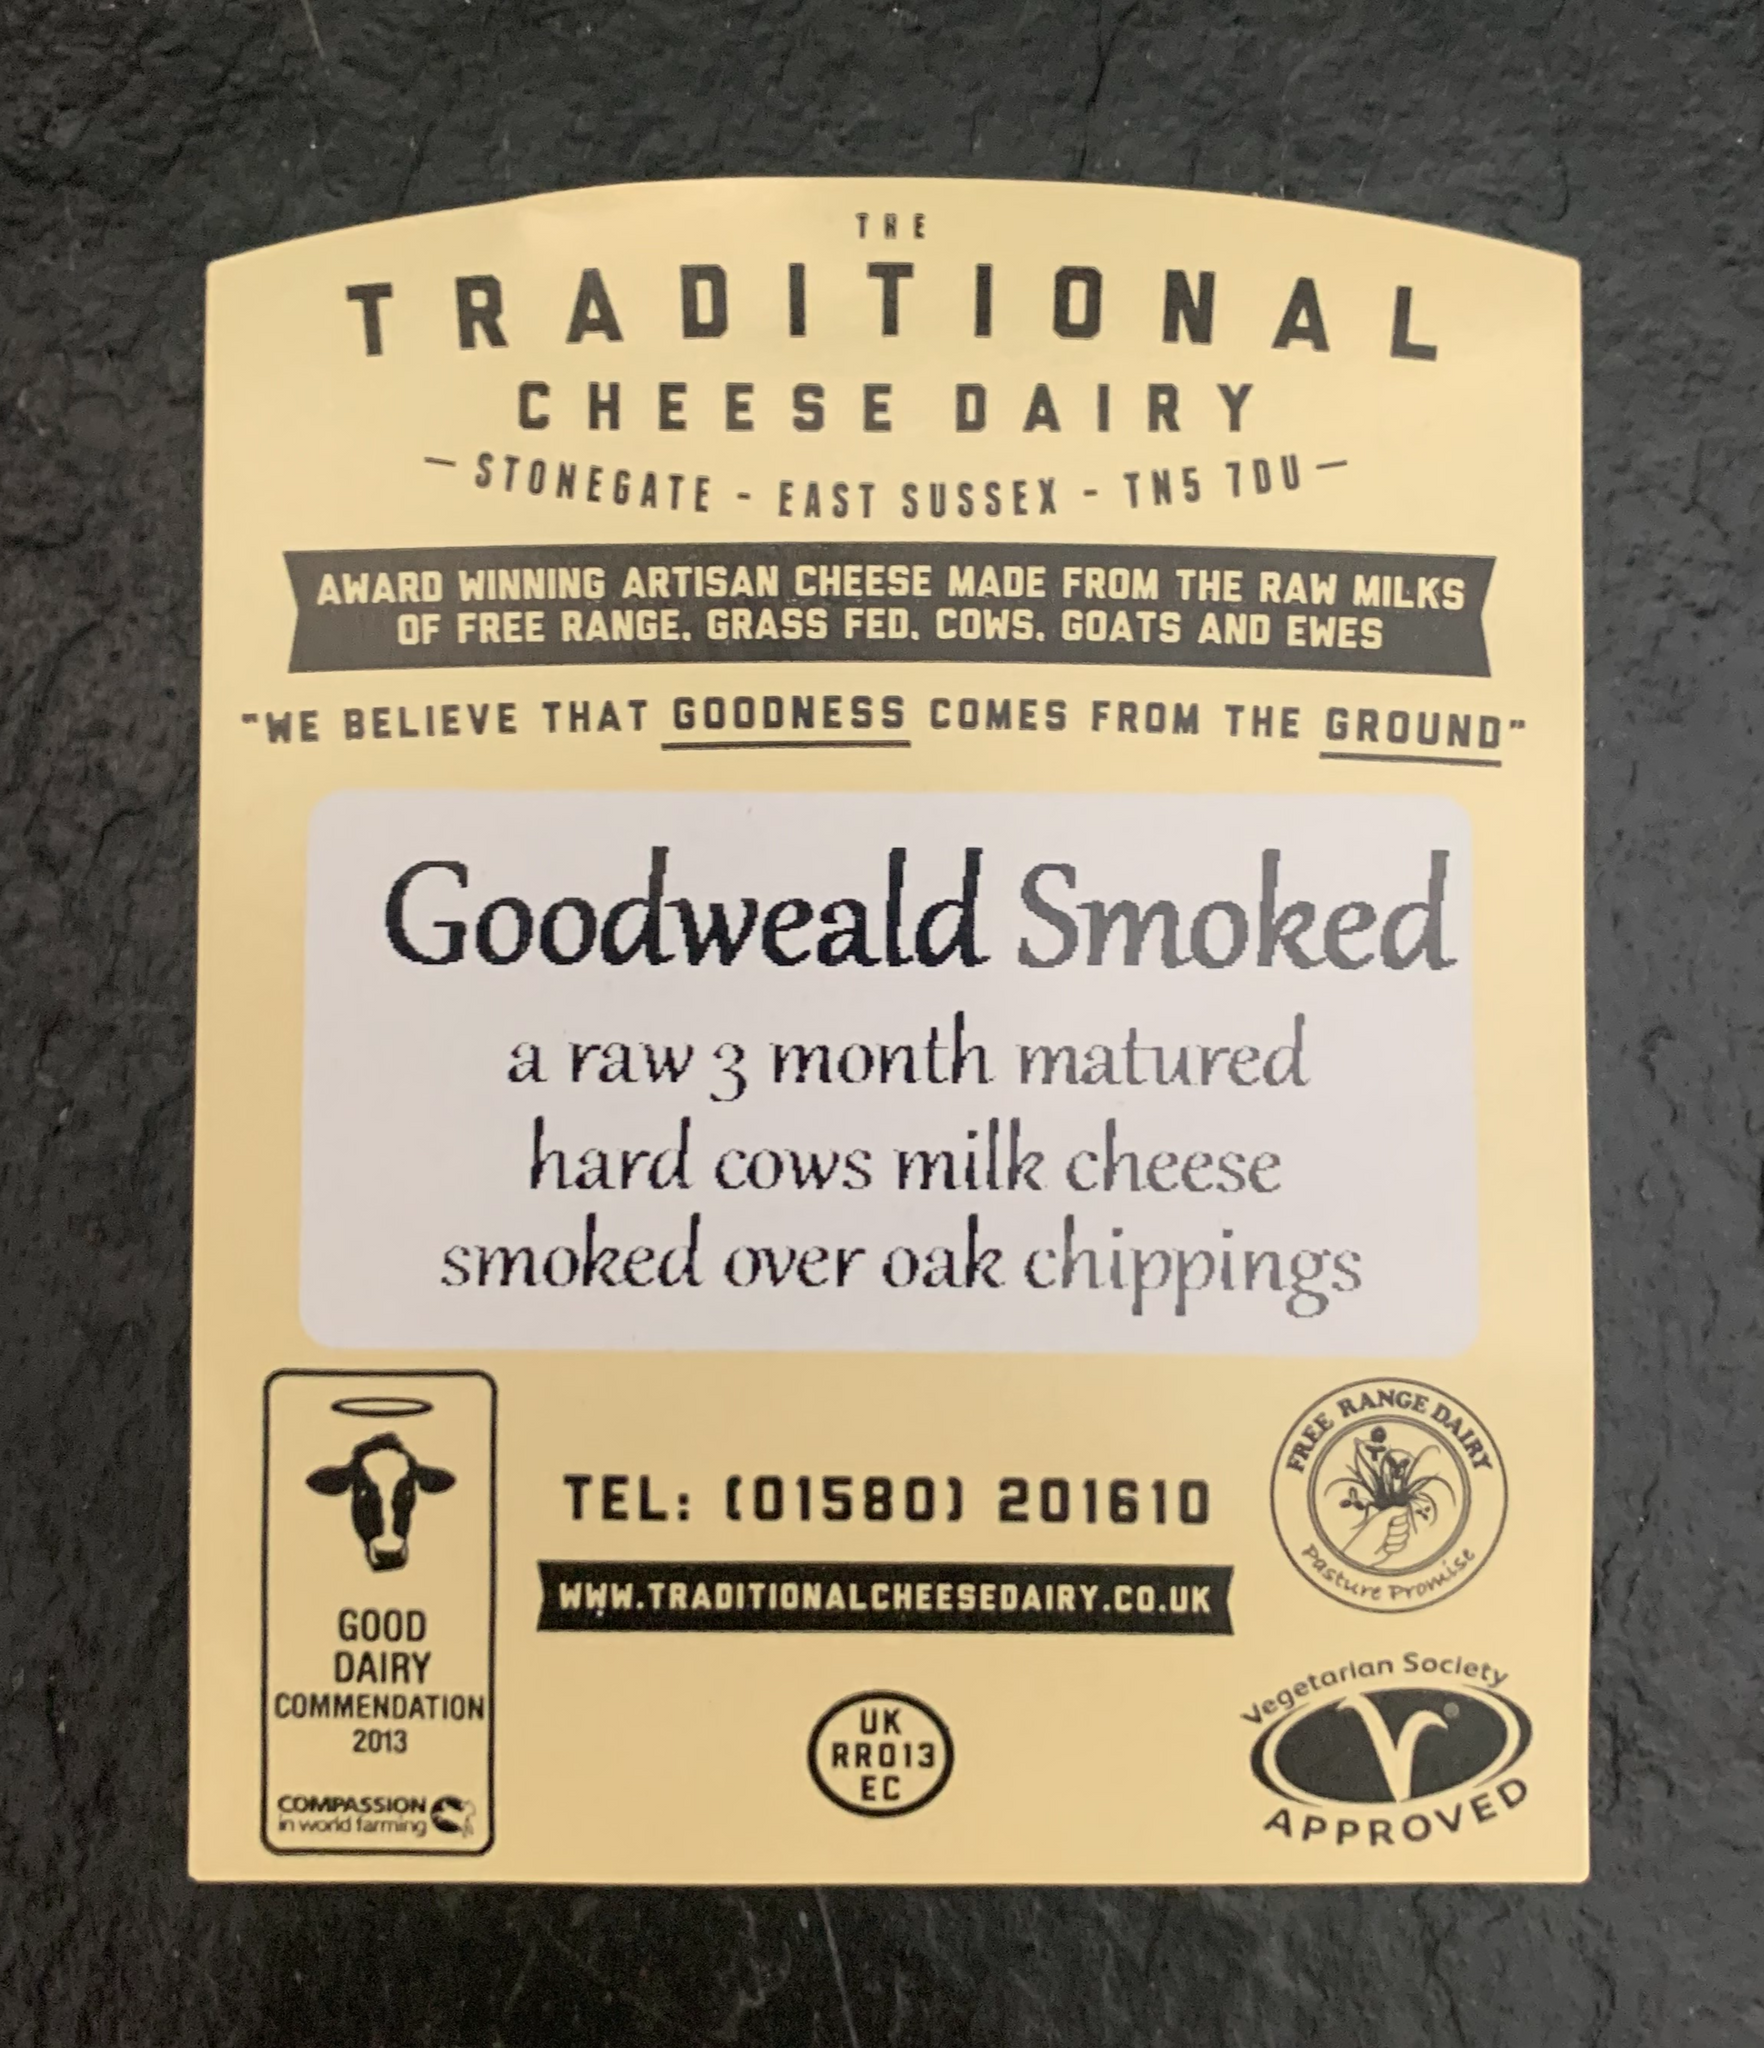 THE
TRADITIONAL
CHEESE DAIRY
— STONEGATE - EAST SUSSEX - TN5 7DU —
AWARD WINNING ARTISAN CHEESE MADE FROM THE RAW MILKS
OF FREE RANGE. GRASS FED. COWS. GOATS AND EWES
"WE BELIEVE THAT GOODNESS COMES FROM THE GROUND"
Goodweald Smoked
a raw 3 month matured
hard cows milk cheese
smoked over oak chippings
GOOD
DAIRY
COMMENDATION
2013
COMPASSION
in world farming
TEL: (01580) 201610
WWW.TRADITIONALCHEESEDAIRY.CO.UK
UK
RR013
EC
FREE RANGE DAIRY
Pasture Promise
Vegetarian Society
V®
APPROVED